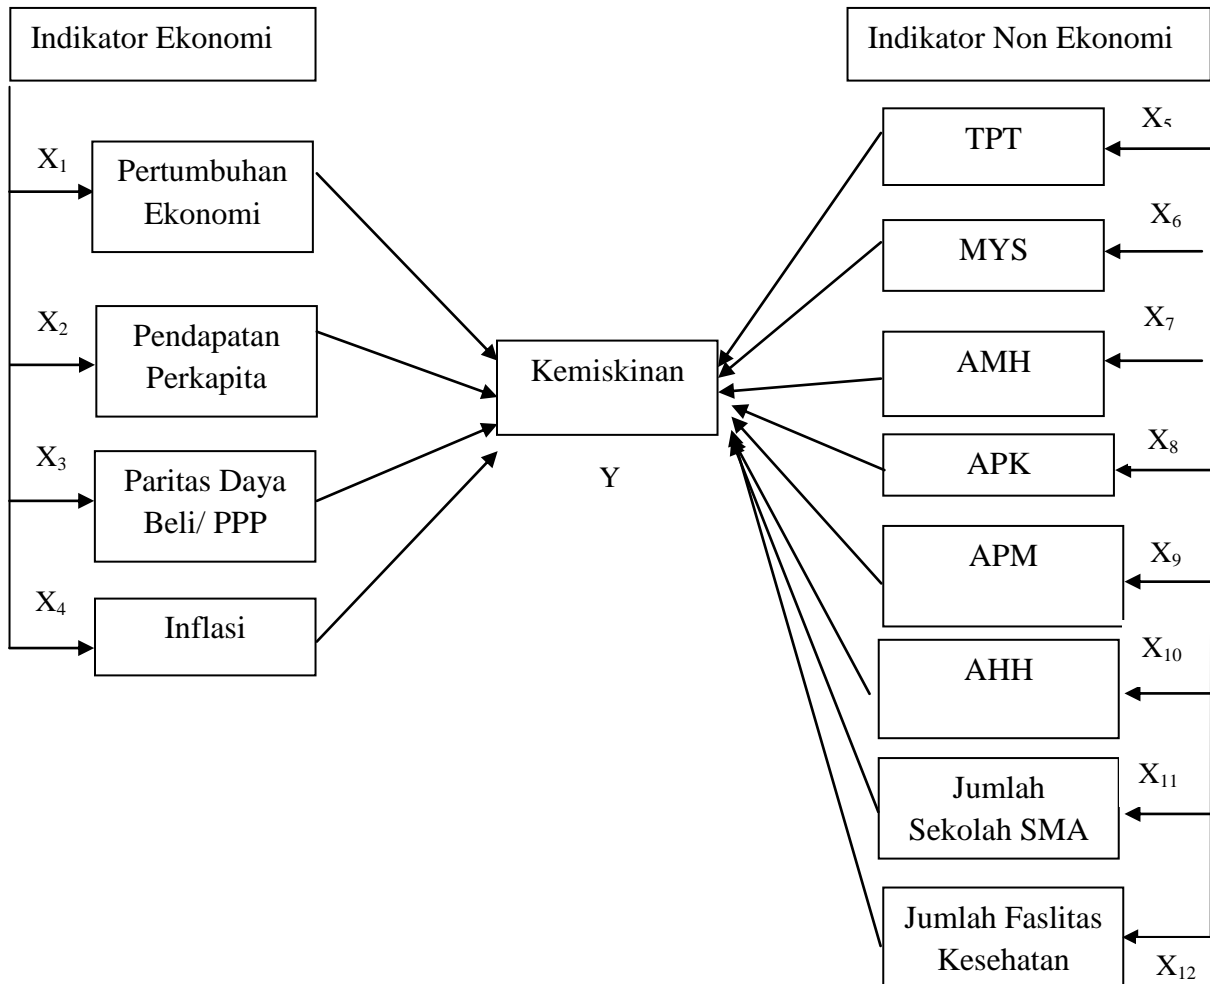 Indikator Ekonomi
X1
Pertumbuhan
Ekonomi
X2
Pendapatan
Perkapita
X3
Paritas Daya
Beli/ PPP
X4
Inflasi
Kemiskinan
Y
Indikator Non Ekonomi
TPT
X5
MYS
X6
AMH
X7
APK
X8
APM
X9
AHH
X10
Jumlah
Sekolah SMA
X11
Jumlah Faslitas
Kesehatan
X12